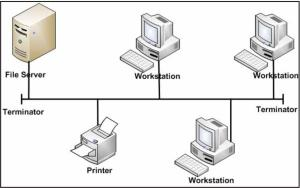 File Server
Workstation
Workstation
Terminator
Terminator
Printer
Workstation